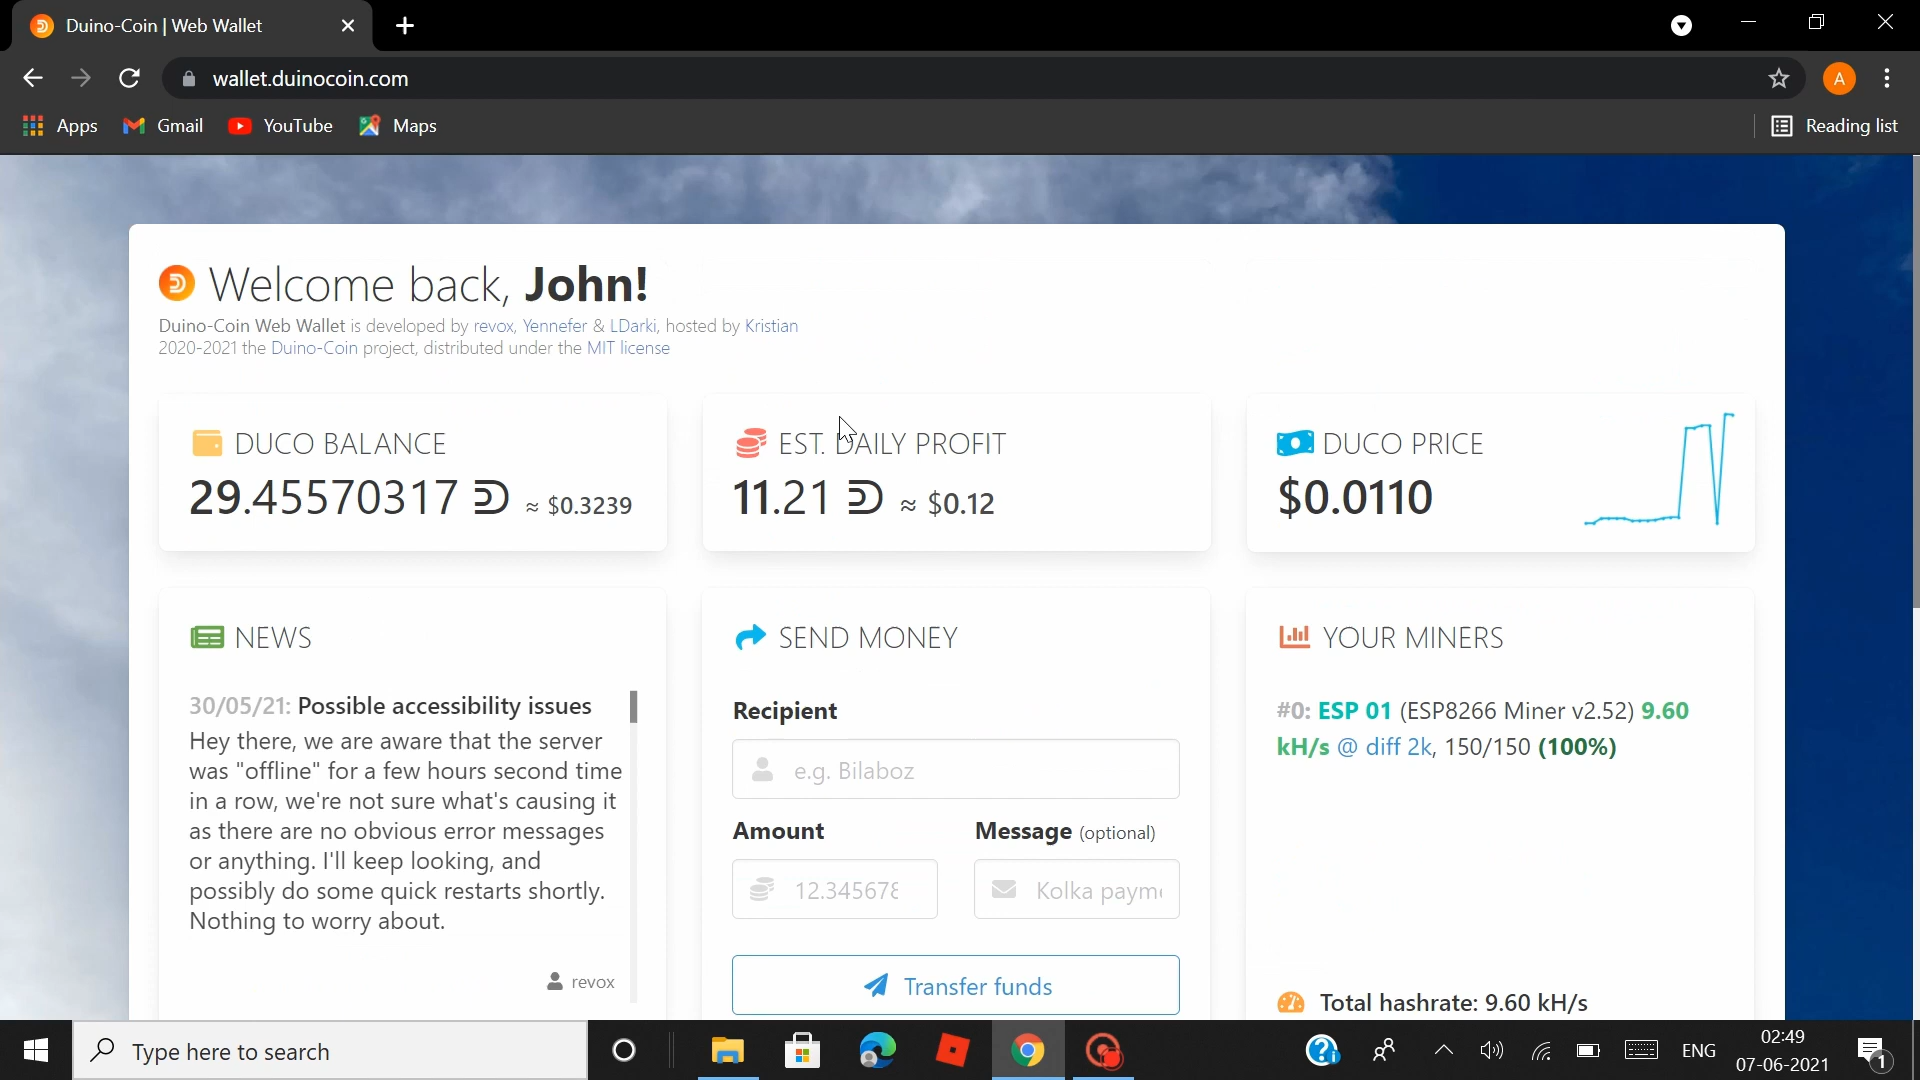 Duino-Coin | Web Wallet
wallet.duinocoin.com
A
Apps
Gmail
YouTube
Maps
Reading list
Welcome back, John!
Duino-Coin Web Wallet is developed by revox, Yennefer & LDarki, hosted by Kristian
2020-2021 the Duino-Coin project, distributed under the MIT license
DUCO BALANCE
29.45570317 ≈ $0.3239
EST. DAILY PROFIT
11.21 ≈ $0.12
DUCO PRICE
$0.0110
NEWS
30/05/21: Possible accessibility issues
Hey there, we are aware that the server
was "offline" for a few hours second time
in a row, we're not sure what's causing it
as there are no obvious error messages
or anything. I'll keep looking, and
possibly do some quick restarts shortly.
Nothing to worry about.
revox
SEND MONEY
Recipient
e.g. Bilaboz
Amount
12.345678
Message (optional)
Kolka payme
Transfer funds
YOUR MINERS
#0: ESP 01 (ESP8266 Miner v2.52) 9.60
kH/s @ diff 2k, 150/150 (100%)
Total hashrate: 9.60 kH/s
Type here to search
ENG
02:49
07-06-2021
1